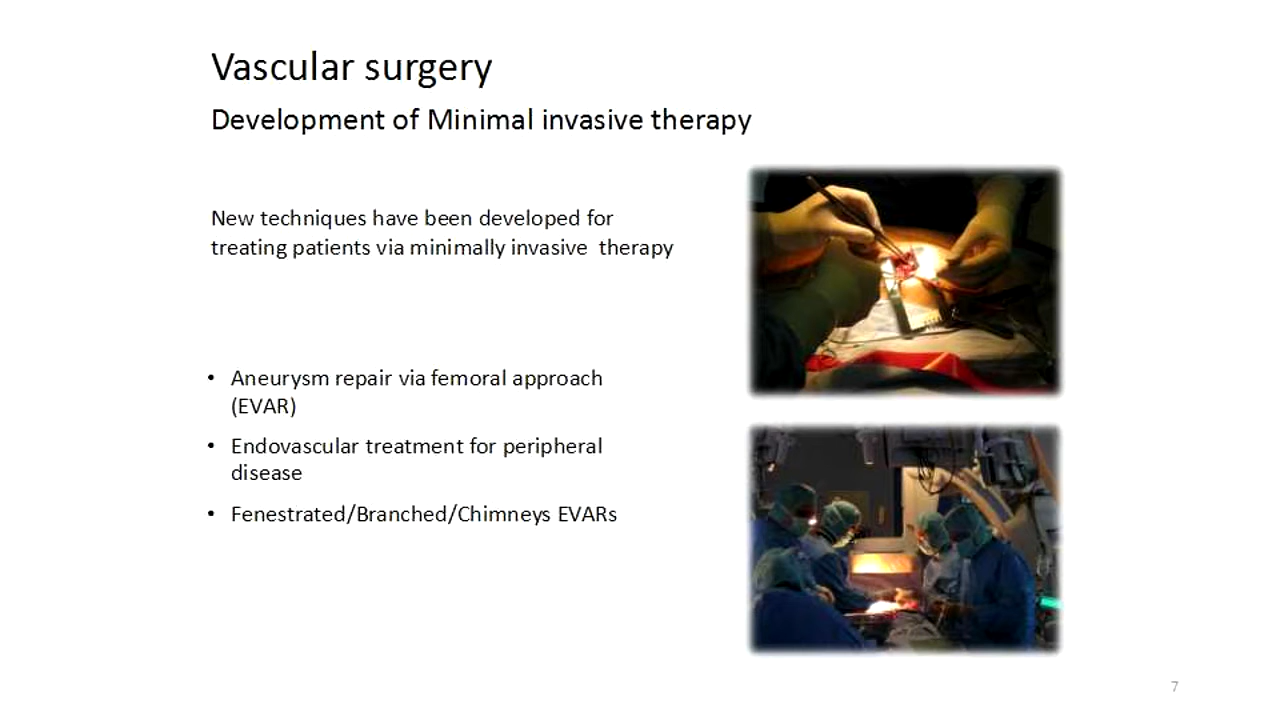 Vascular surgery
Development of Minimal invasive therapy
New techniques have been developed for
treating patients via minimally invasive  therapy
• Aneurysm repair via femoral approach
(EVAR)
• Endovascular treatment for peripheral
disease
• Fenestrated/Branched/Chimneys EVARs
7